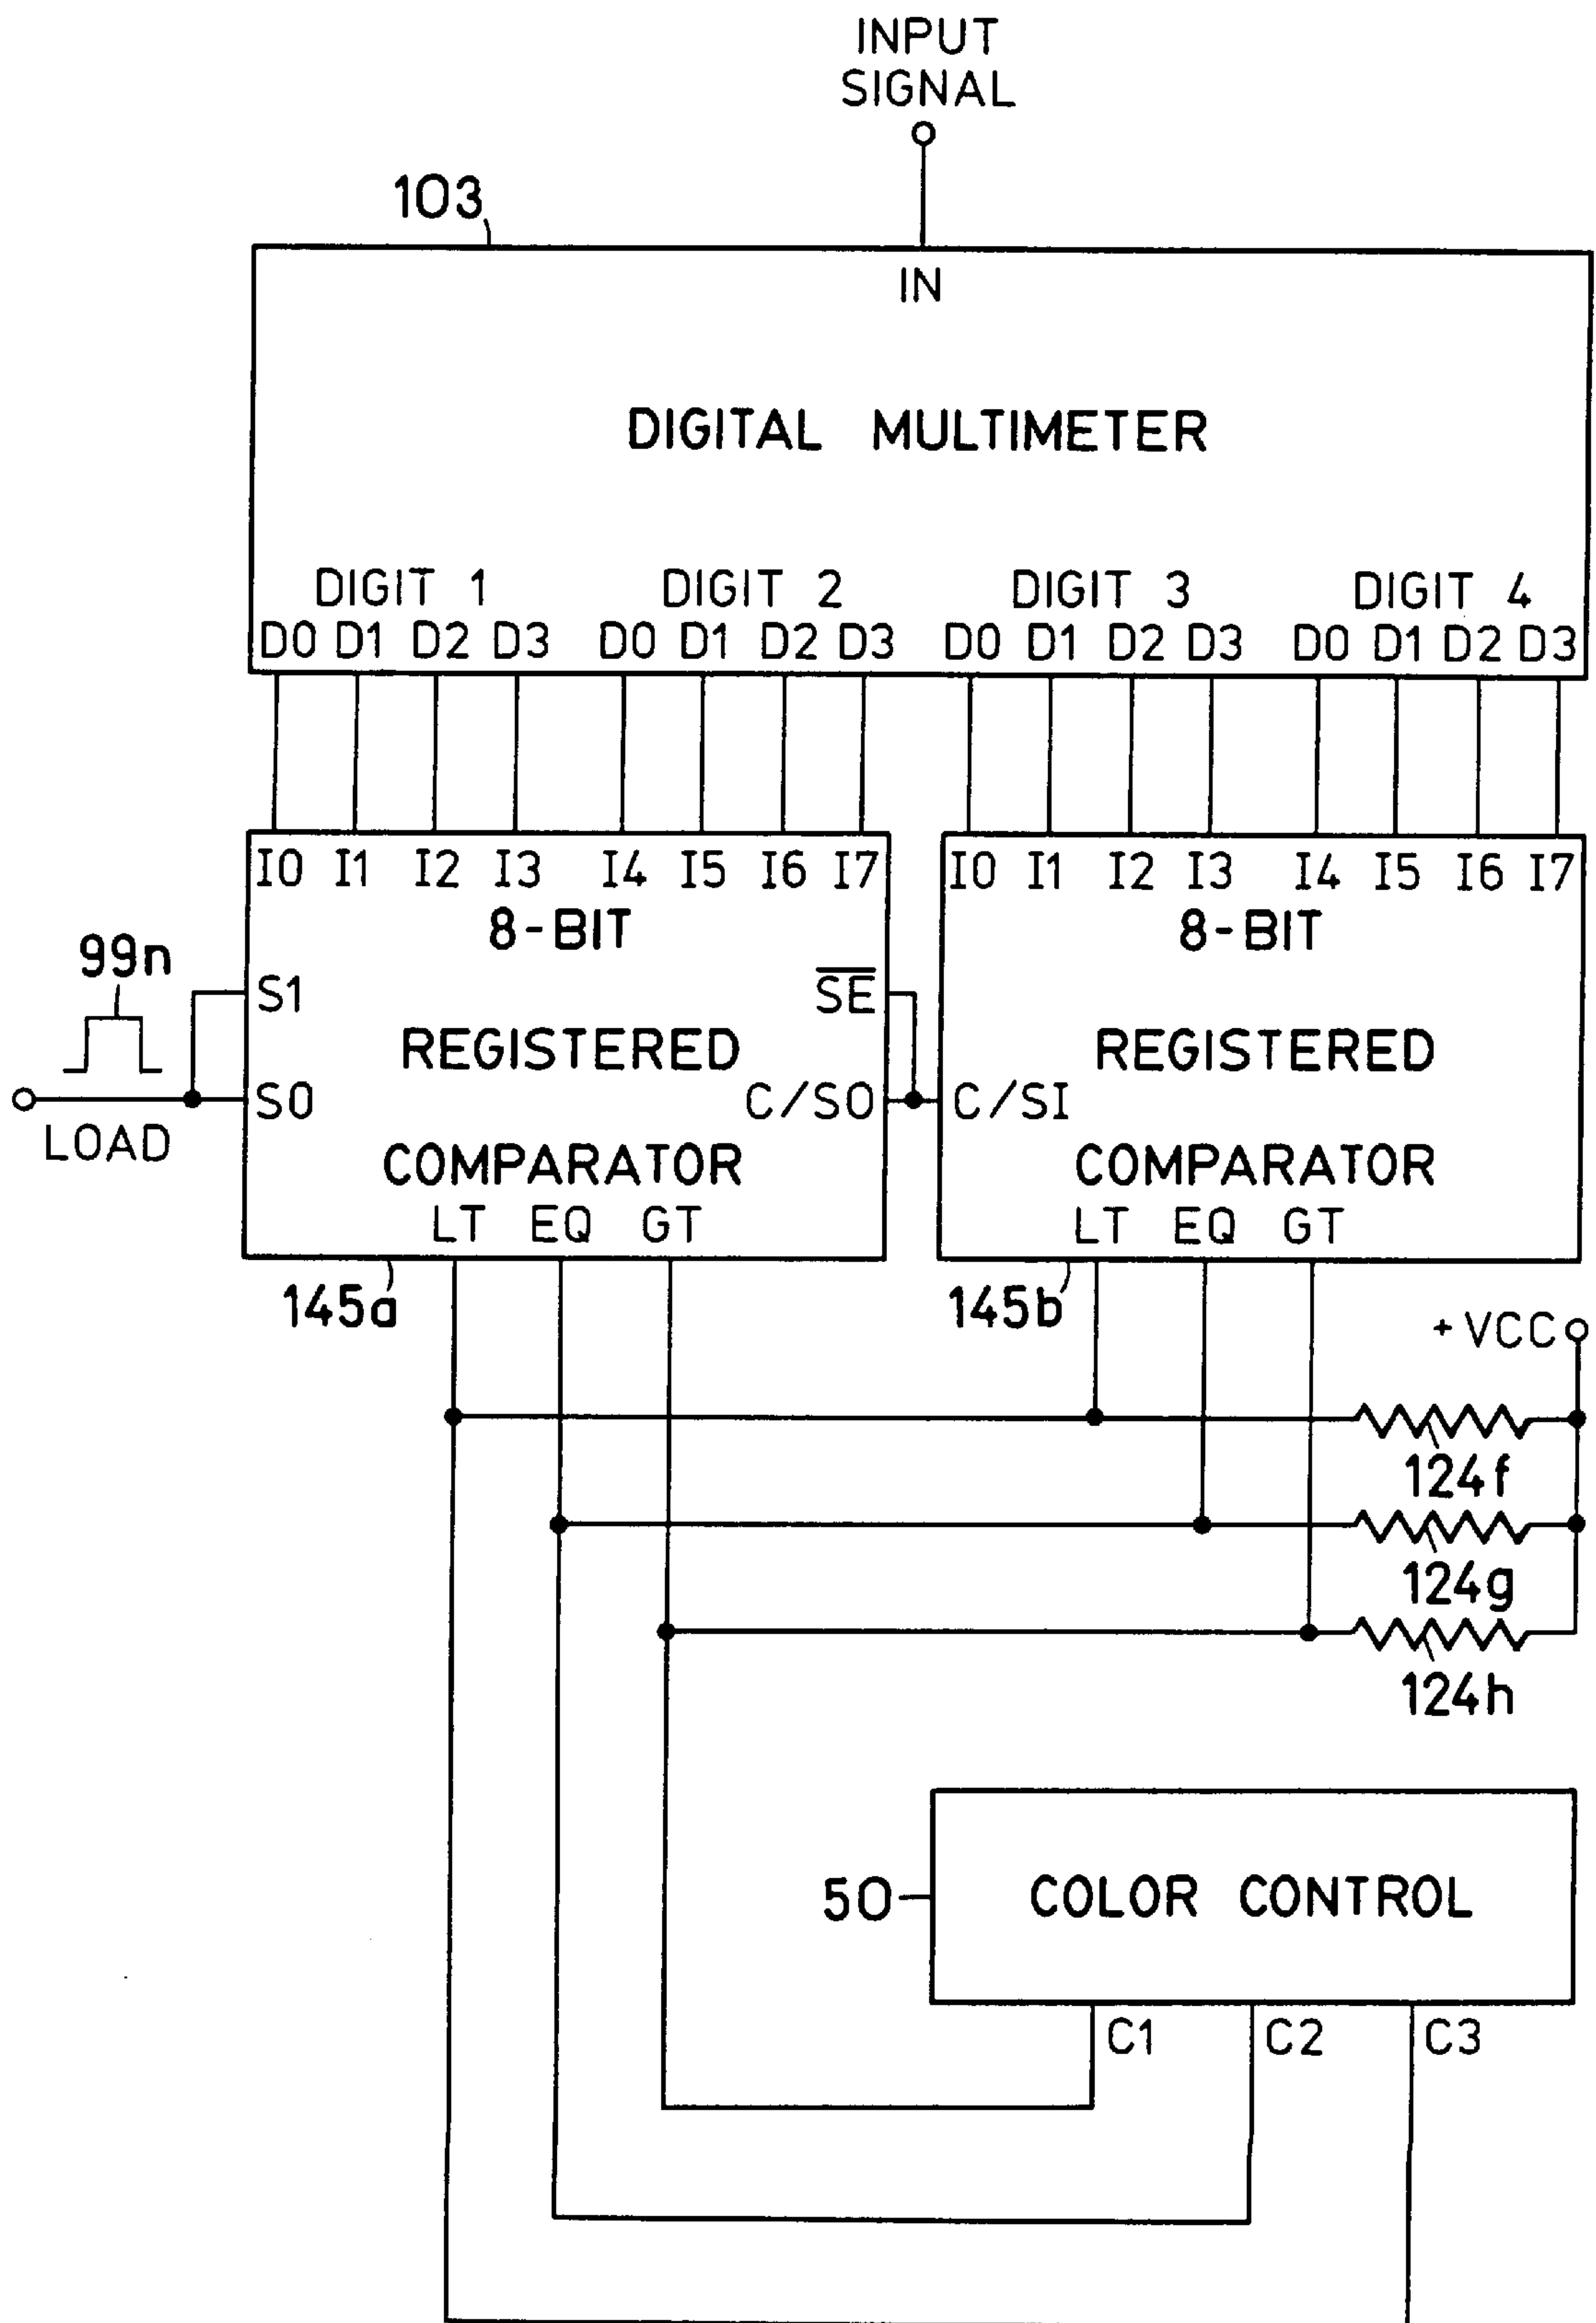 INPUT
SIGNAL
103
IN
DIGITAL MULTIMETER
DIGIT 1 DIGIT 2 DIGIT 3 DIGIT 4
D0 D1 D2 D3 D0 D1 D2 D3 D0 D1 D2 D3 D0 D1 D2 D3
I0 I1 I2 I3 I4 I5 I6 I7 I0 I1 I2 I3 I4 I5 I6 I7
8-BIT 8-BIT
99n
S1 SE
REGISTERED REGISTERED
S0 C/SO C/SI
LOAD
COMPARATOR COMPARATOR
LT EQ GT LT EQ GT
145a 145b
+VCC
124f
124g
124h
50 COLOR CONTROL
C1 C2 C3